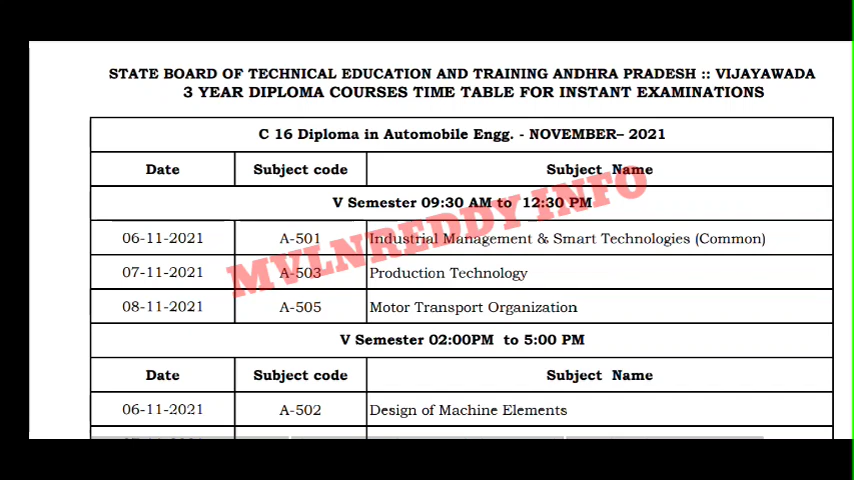 STATE BOARD OF TECHNICAL EDUCATION AND TRAINING ANDHRA PRADESH :: VIJAYAWADA
3 YEAR DIPLOMA COURSES TIME TABLE FOR INSTANT EXAMINATIONS
C 16 Diploma in Automobile Engg. - NOVEMBER– 2021
Date Subject code Subject Name
V Semester 09:30 AM to 12:30 PM
MVLNREDDY INFO
06-11-2021 A-501 Industrial Management & Smart Technologies (Common)
07-11-2021 A-503 Production Technology
08-11-2021 A-505 Motor Transport Organization
V Semester 02:00PM to 5:00 PM
Date Subject code Subject Name
06-11-2021 A-502 Design of Machine Elements